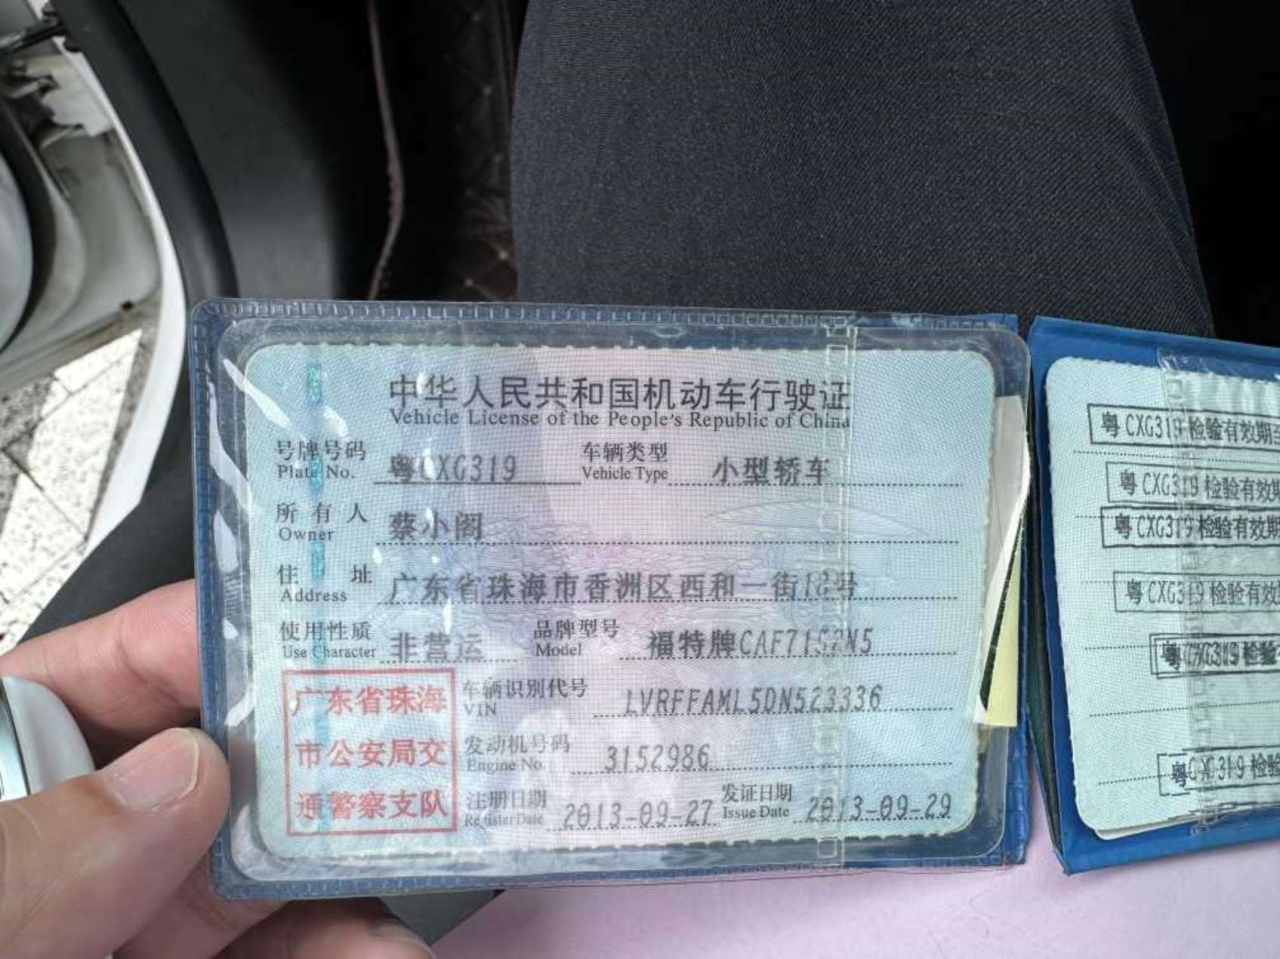 中华人民共和国机动车行驶证
Vehicle License of the People's Republic of China
号牌号码 粤CXG319 车辆类型 小型轿车
Plate No. Vehicle Type
所有人 蔡小阁
Owner
住址 广东省珠海市香洲区西和一街18号
Address
使用性质 非营运 品牌型号 福特牌CAF7152N5
Use Character Model
车辆识别代号 LVRFFAML5DN523336
VIN
发动机号码 3152986
Engine No.
注册日期 2013-09-27 发证日期 2013-09-29
Register Date Issue Date
广东省珠海
市公安局交
通警察支队
粤CXG319检验有效期至
粤CXG319检验有效期
粤CXG319检验有效期
粤CXG319检验有效
粤CXG319检验
粤CXG319检验